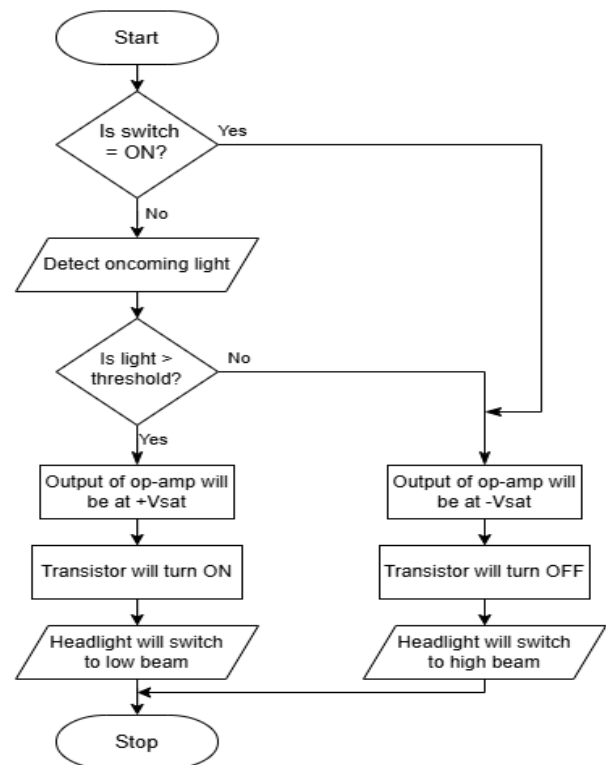 Start
Is switch
= ON?
Yes
No
Detect oncoming light
Is light >
threshold?
No
Yes
Output of op-amp will
be at +Vsat
Output of op-amp will
be at -Vsat
Transistor will turn ON
Transistor will turn OFF
Headlight will switch
to low beam
Headlight will switch
to high beam
Stop